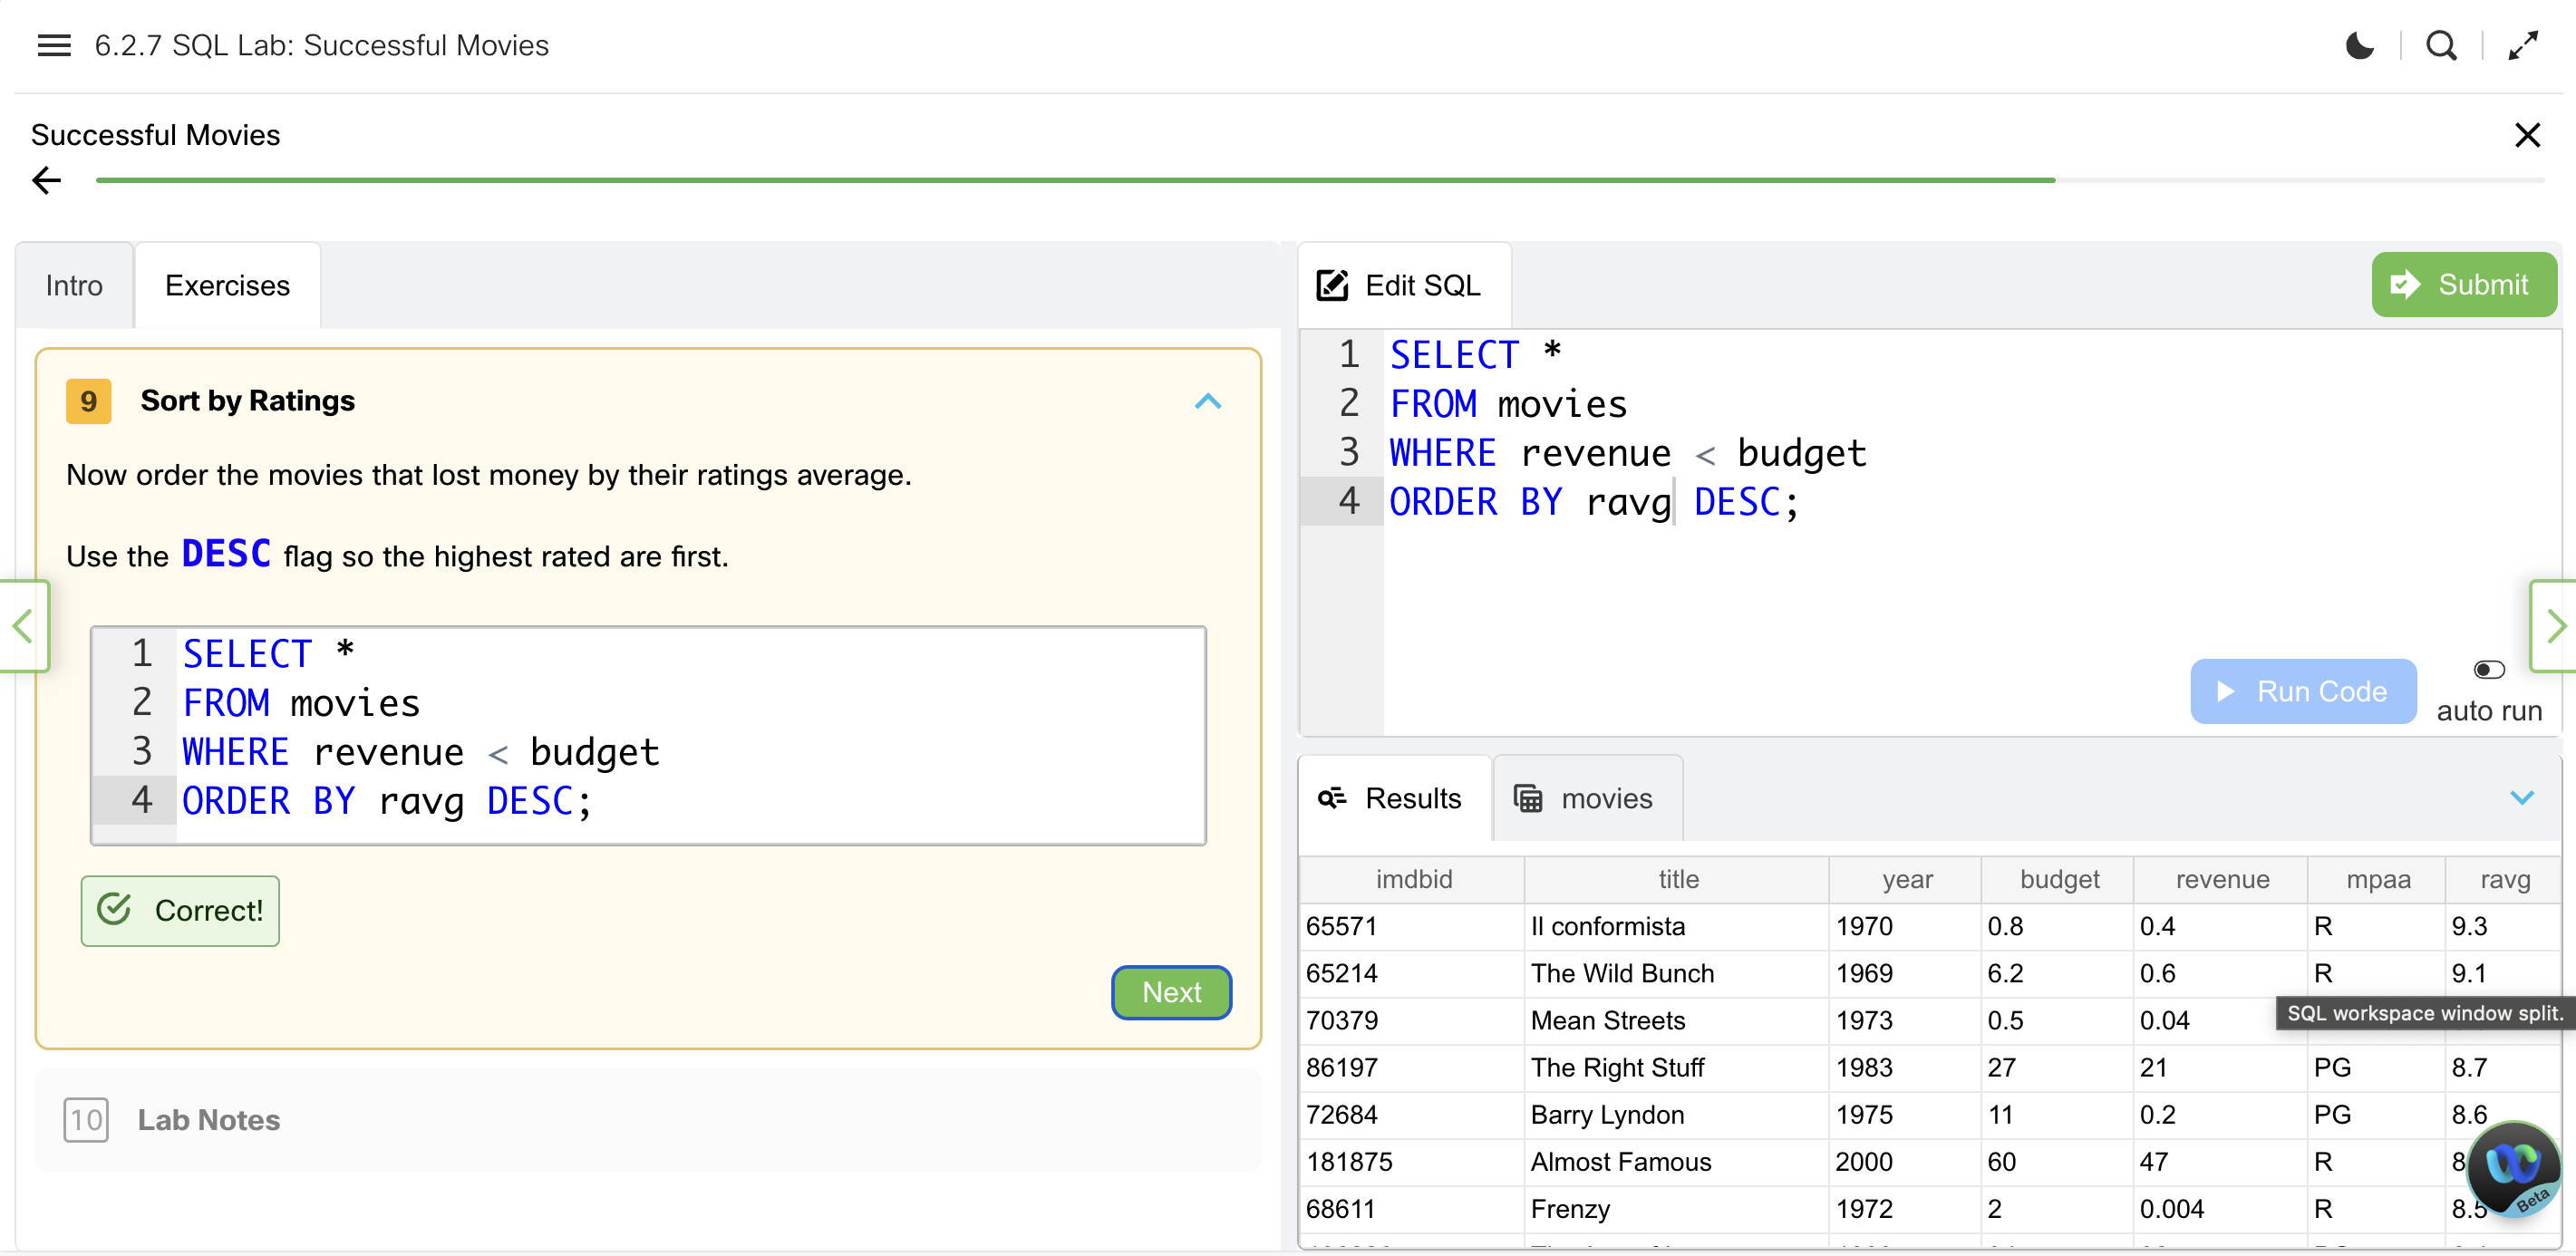 6.2.7 SQL Lab: Successful Movies
Successful Movies
Intro
Exercises
9 Sort by Ratings
Now order the movies that lost money by their ratings average.
Use the DESC flag so the highest rated are first.
1 SELECT *
2 FROM movies
3 WHERE revenue < budget
4 ORDER BY ravg DESC;
Correct!
Next
10 Lab Notes
Edit SQL
Submit
1 SELECT *
2 FROM movies
3 WHERE revenue < budget
4 ORDER BY ravg DESC;
Run Code
auto run
Results
movies
imdbid title year budget revenue mpaa ravg
65571 Il conformista 1970 0.8 0.4 R 9.3
65214 The Wild Bunch 1969 6.2 0.6 R 9.1
70379 Mean Streets 1973 0.5 0.04
SQL workspace window split.
86197 The Right Stuff 1983 27 21 PG 8.7
72684 Barry Lyndon 1975 11 0.2 PG 8.6
181875 Almost Famous 2000 60 47 R
68611 Frenzy 1972 2 0.004 R 8.5
Beta